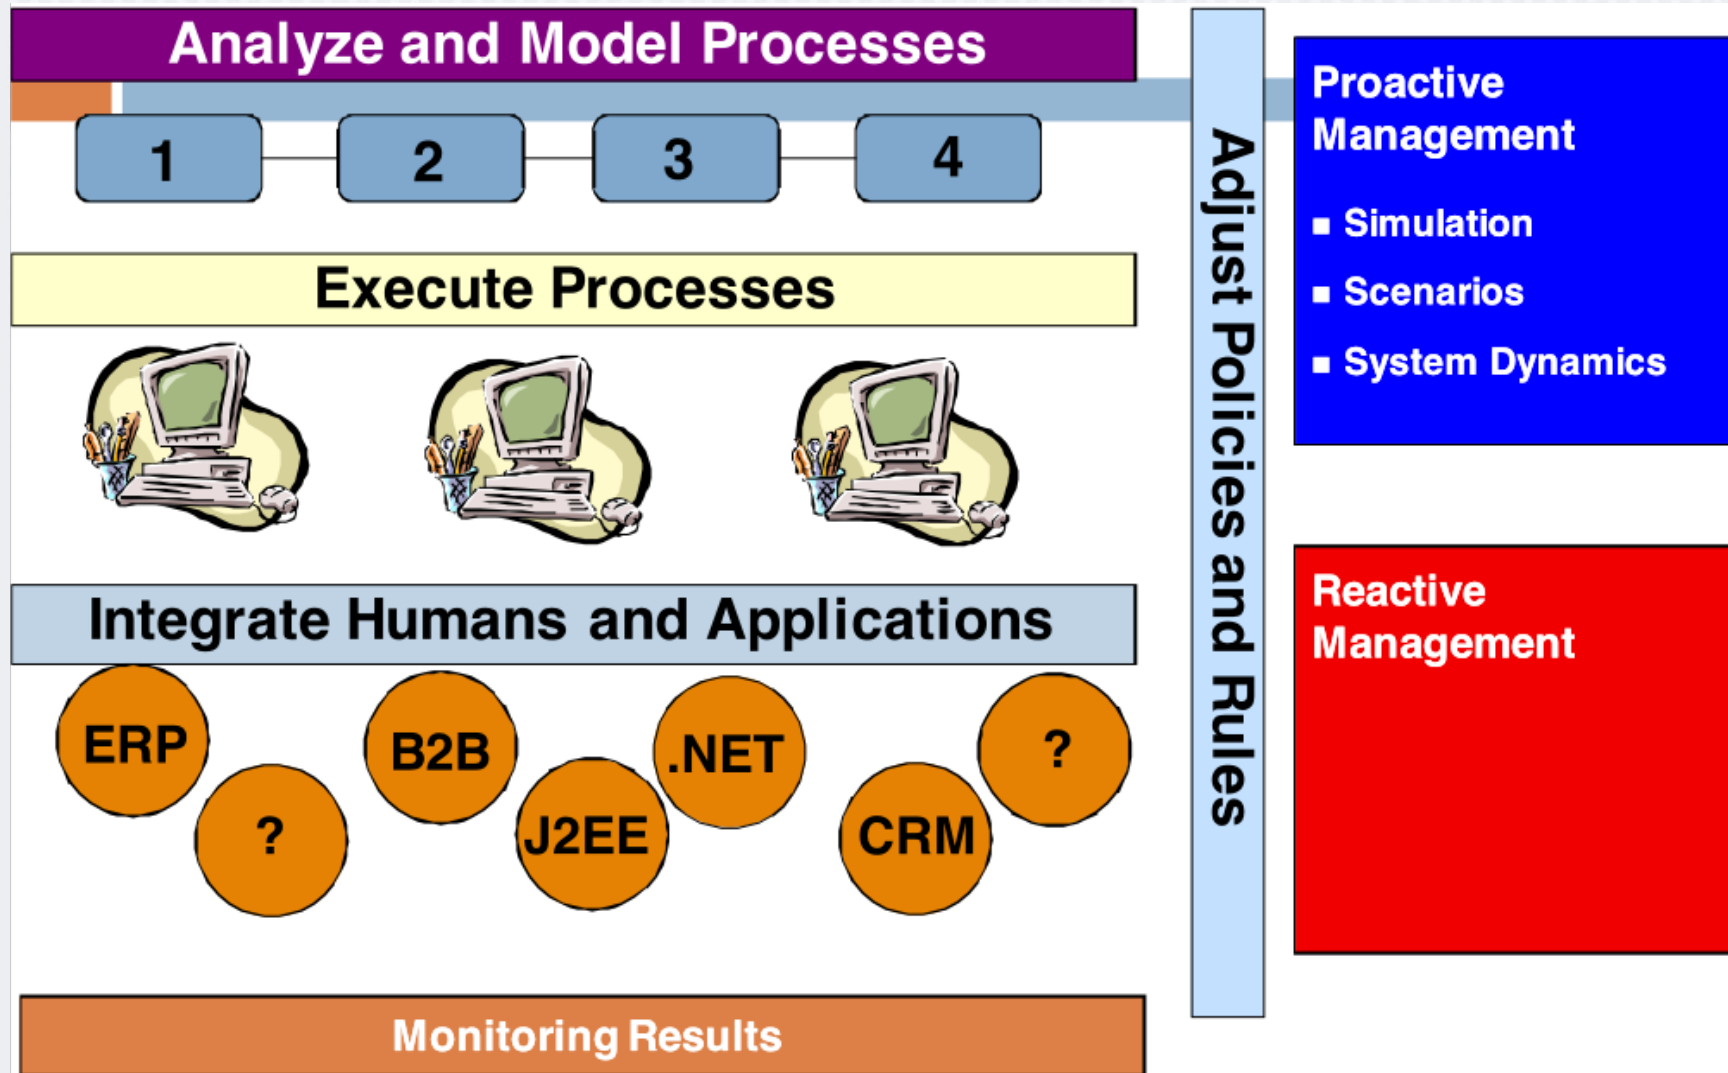 Analyze and Model Processes
1 2 3 4
Execute Processes
Integrate Humans and Applications
ERP
?
B2B
J2EE
.NET
CRM
?
Monitoring Results
Adjust Policies and Rules
Proactive
Management
▪ Simulation
▪ Scenarios
▪ System Dynamics
Reactive
Management